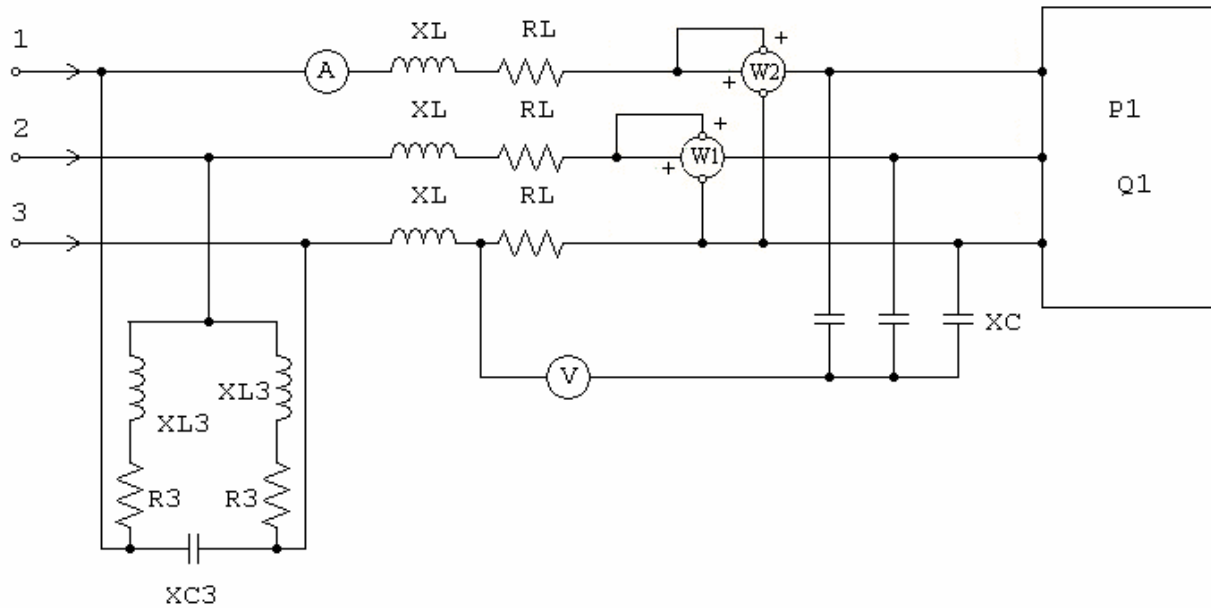 XL RL
1 A + W2 +
XL RL P1
2 + W1 +
XL RL Q1
3
XC
V
XL3
XL3
R3 R3
XC3